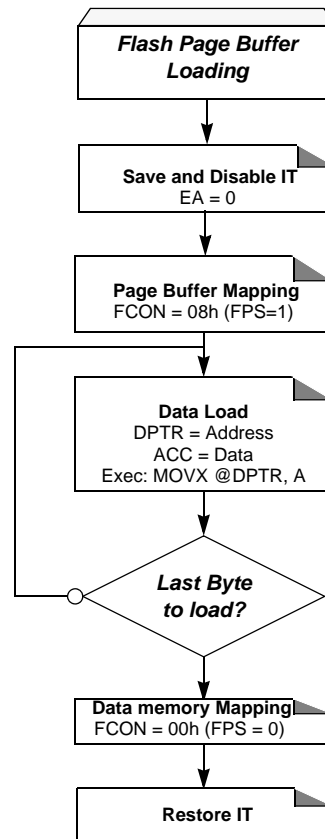 Flash Page Buffer
Loading
Save and Disable IT
EA = 0
Page Buffer Mapping
FCON = 08h (FPS=1)
Data Load
DPTR = Address
ACC = Data
Exec: MOVX @DPTR, A
Last Byte
to load?
Data memory Mapping
FCON = 00h (FPS = 0)
Restore IT